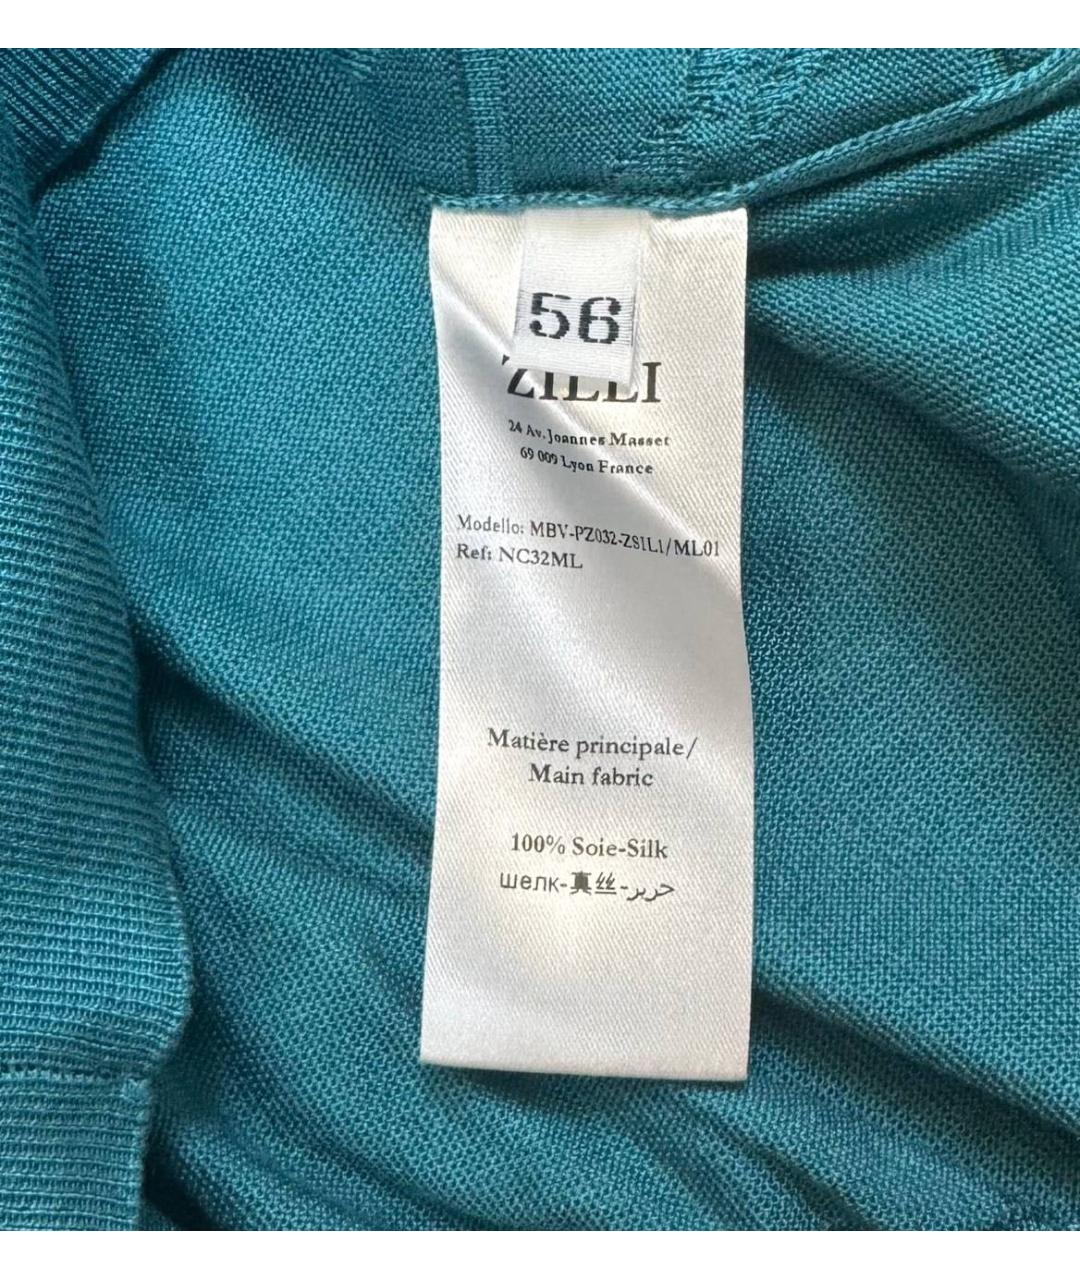 56
ZILLI
24 Av. Joannes Masset
69 009 Lyon France
Modello: MBV-PZ032-ZSIL1/ML01
Ref: NC32ML
Matière principale/
Main fabric
100% Soie-Silk
шелк-真丝-حرير